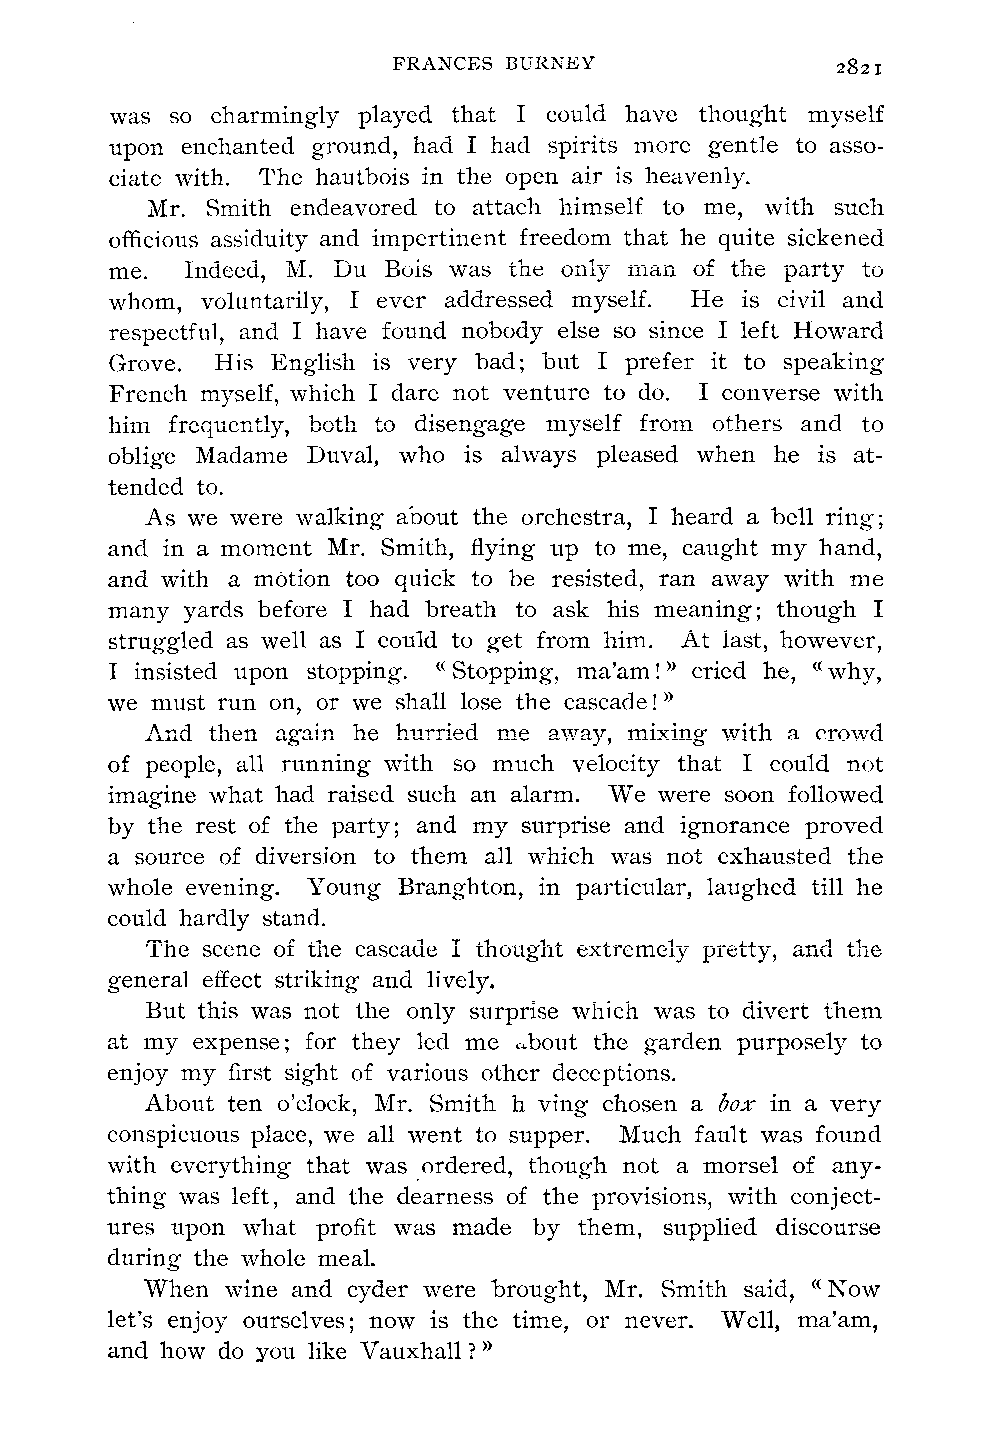 FRANCES BURNEY 2821
was so charmingly played that I could have thought myself
upon enchanted ground, had I had spirits more gentle to asso-
ciate with. The hautbois in the open air is heavenly.
Mr. Smith endeavored to attach himself to me, with such
officious assiduity and impertinent freedom that he quite sickened
me. Indeed, M. Du Bois was the only man of the party to
whom, voluntarily, I ever addressed myself. He is civil and
respectful, and I have found nobody else so since I left Howard
Grove. His English is very bad; but I prefer it to speaking
French myself, which I dare not venture to do. I converse with
him frequently, both to disengage myself from others and to
oblige Madame Duval, who is always pleased when he is at-
tended to.
As we were walking about the orchestra, I heard a bell ring;
and in a moment Mr. Smith, flying up to me, caught my hand,
and with a motion too quick to be resisted, ran away with me
many yards before I had breath to ask his meaning; though I
struggled as well as I could to get from him. At last, however,
I insisted upon stopping. «Stopping, ma'am!» cried he, «why,
we must run on, or we shall lose the cascade!»
And then again he hurried me away, mixing with a crowd
of people, all running with so much velocity that I could not
imagine what had raised such an alarm. We were soon followed
by the rest of the party; and my surprise and ignorance proved
a source of diversion to them all which was not exhausted the
whole evening. Young Branghton, in particular, laughed till he
could hardly stand.
The scene of the cascade I thought extremely pretty, and the
general effect striking and lively.
But this was not the only surprise which was to divert them
at my expense; for they led me about the garden purposely to
enjoy my first sight of various other deceptions.
About ten o'clock, Mr. Smith h ving chosen a box in a very
conspicuous place, we all went to supper. Much fault was found
with everything that was ordered, though not a morsel of any-
thing was left, and the dearness of the provisions, with conject-
ures upon what profit was made by them, supplied discourse
during the whole meal.
When wine and cyder were brought, Mr. Smith said, «Now
let's enjoy ourselves; now is the time, or never. Well, ma'am,
and how do you like Vauxhall?»